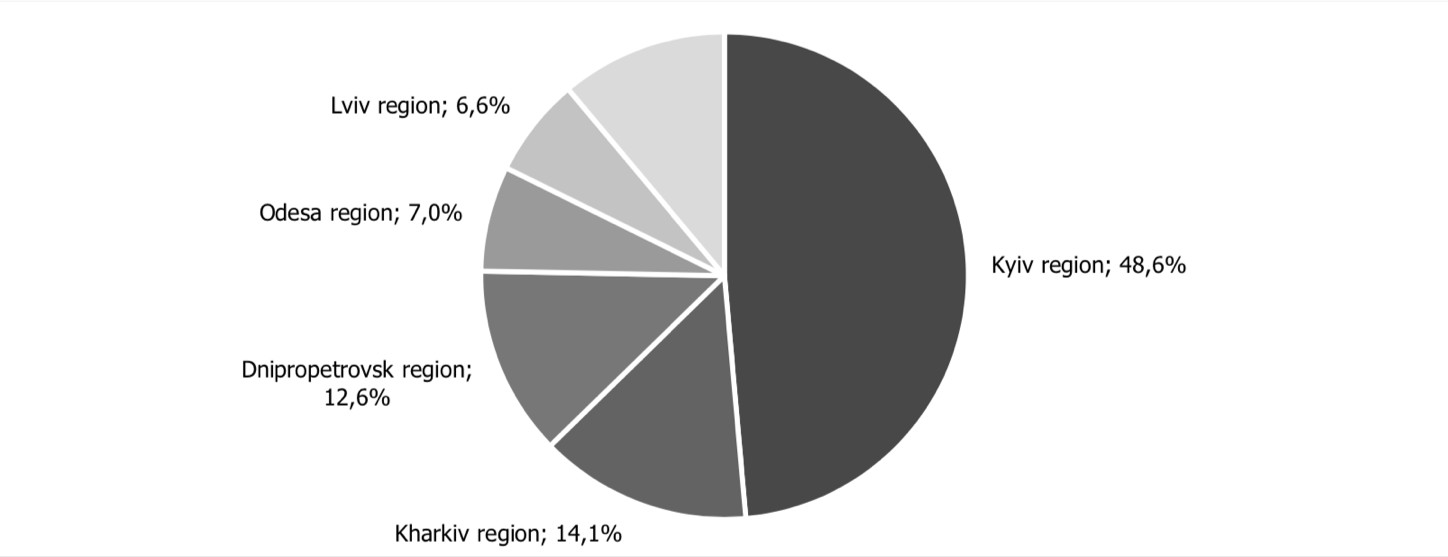 Lviv region; 6,6%
Odesa region; 7,0%
Kyiv region; 48,6%
Dnipropetrovsk region;
12,6%
Kharkiv region; 14,1%